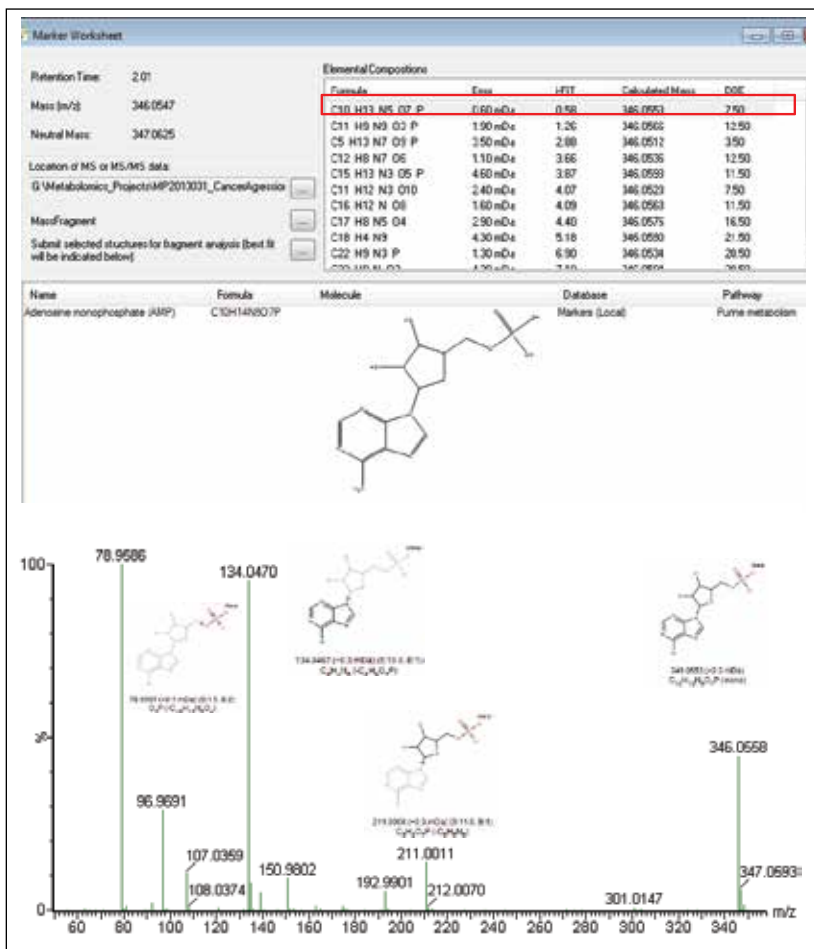 Marker Worksheet
Retention Time: 2.01
Mass (m/z): 346.0547
Neutral Mass: 347.0625
Location of MS or MS/MS data:
G:\Metabolomics_Projects\MP2013031_CancerAgression
MassFragment
Submit selected structures for fragment analysis (best fit
will be indicated below)
Elemental Compositions
Formula Error i-FIT Calculated Mass DBE
C10 H13 N5 O7 P 0.60 mDa 0.58 346.0553 7.50
C11 H9 N9 O3 P 1.90 mDa 1.26 346.0566 12.50
C5 H13 N7 O9 P 3.50 mDa 2.88 346.0512 3.50
C12 H8 N7 O6 1.10 mDa 3.66 346.0536 12.50
C15 H13 N3 O5 P 4.60 mDa 3.87 346.0593 11.50
C11 H12 N3 O10 2.40 mDa 4.07 346.0523 7.50
C16 H12 N O8 1.60 mDa 4.09 346.0563 11.50
C17 H8 N5 O4 2.90 mDa 4.40 346.0576 16.50
C18 H4 N9 4.30 mDa 5.18 346.0590 21.50
C22 H9 N3 P 1.30 mDa 6.90 346.0534 20.50
Name Formula Molecule Database Pathway
Adenosine monophosphate (AMP) C10H14N5O7P Markers (Local) Purine metabolism
100
%
0
78.9586
134.0470
96.9691
107.0359
108.0374
150.9802
192.9901
211.0011
212.0070
301.0147
346.0558
347.0593
60 80 100 120 140 160 180 200 220 240 260 280 300 320 340 m/z